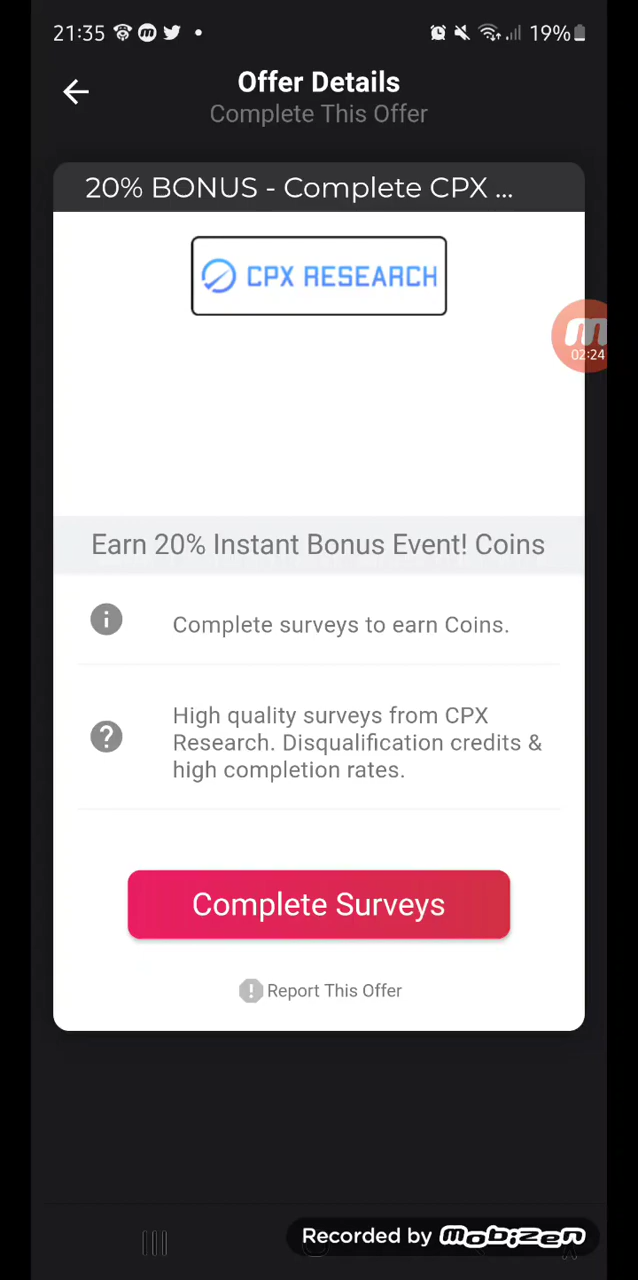 21:35
19%
Offer Details
Complete This Offer
20% BONUS - Complete CPX ...
CPX RESEARCH
m
02:24
Earn 20% Instant Bonus Event! Coins
Complete surveys to earn Coins.
High quality surveys from CPX
Research. Disqualification credits &
high completion rates.
Complete Surveys
Report This Offer
Recorded by mobizen